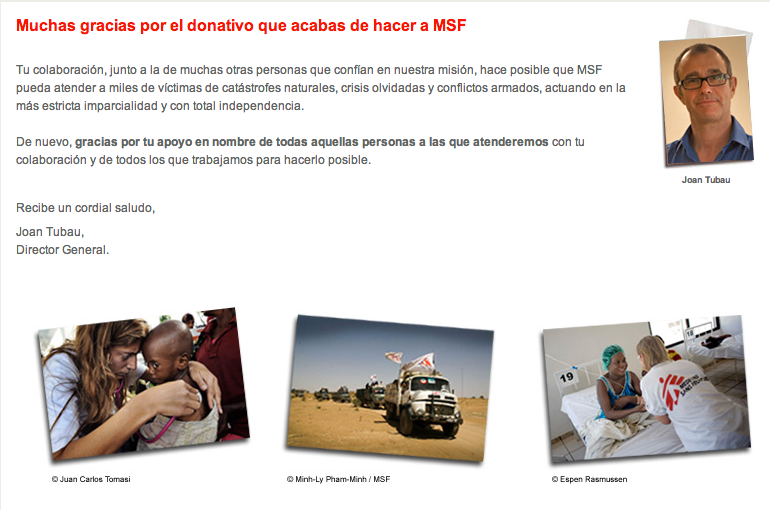 Muchas gracias por el donativo que acabas de hacer a MSF
Tu colaboración, junto a la de muchas otras personas que confían en nuestra misión, hace posible que MSF
pueda atender a miles de víctimas de catástrofes naturales, crisis olvidadas y conflictos armados, actuando en la
más estricta imparcialidad y con total independencia.
De nuevo, gracias por tu apoyo en nombre de todas aquellas personas a las que atenderemos con tu
colaboración y de todos los que trabajamos para hacerlo posible.
Joan Tubau
Recibe un cordial saludo,
Joan Tubau,
Director General.
19
18
© Juan Carlos Tomasi
© Minh-Ly Pham-Minh / MSF
© Espen Rasmussen